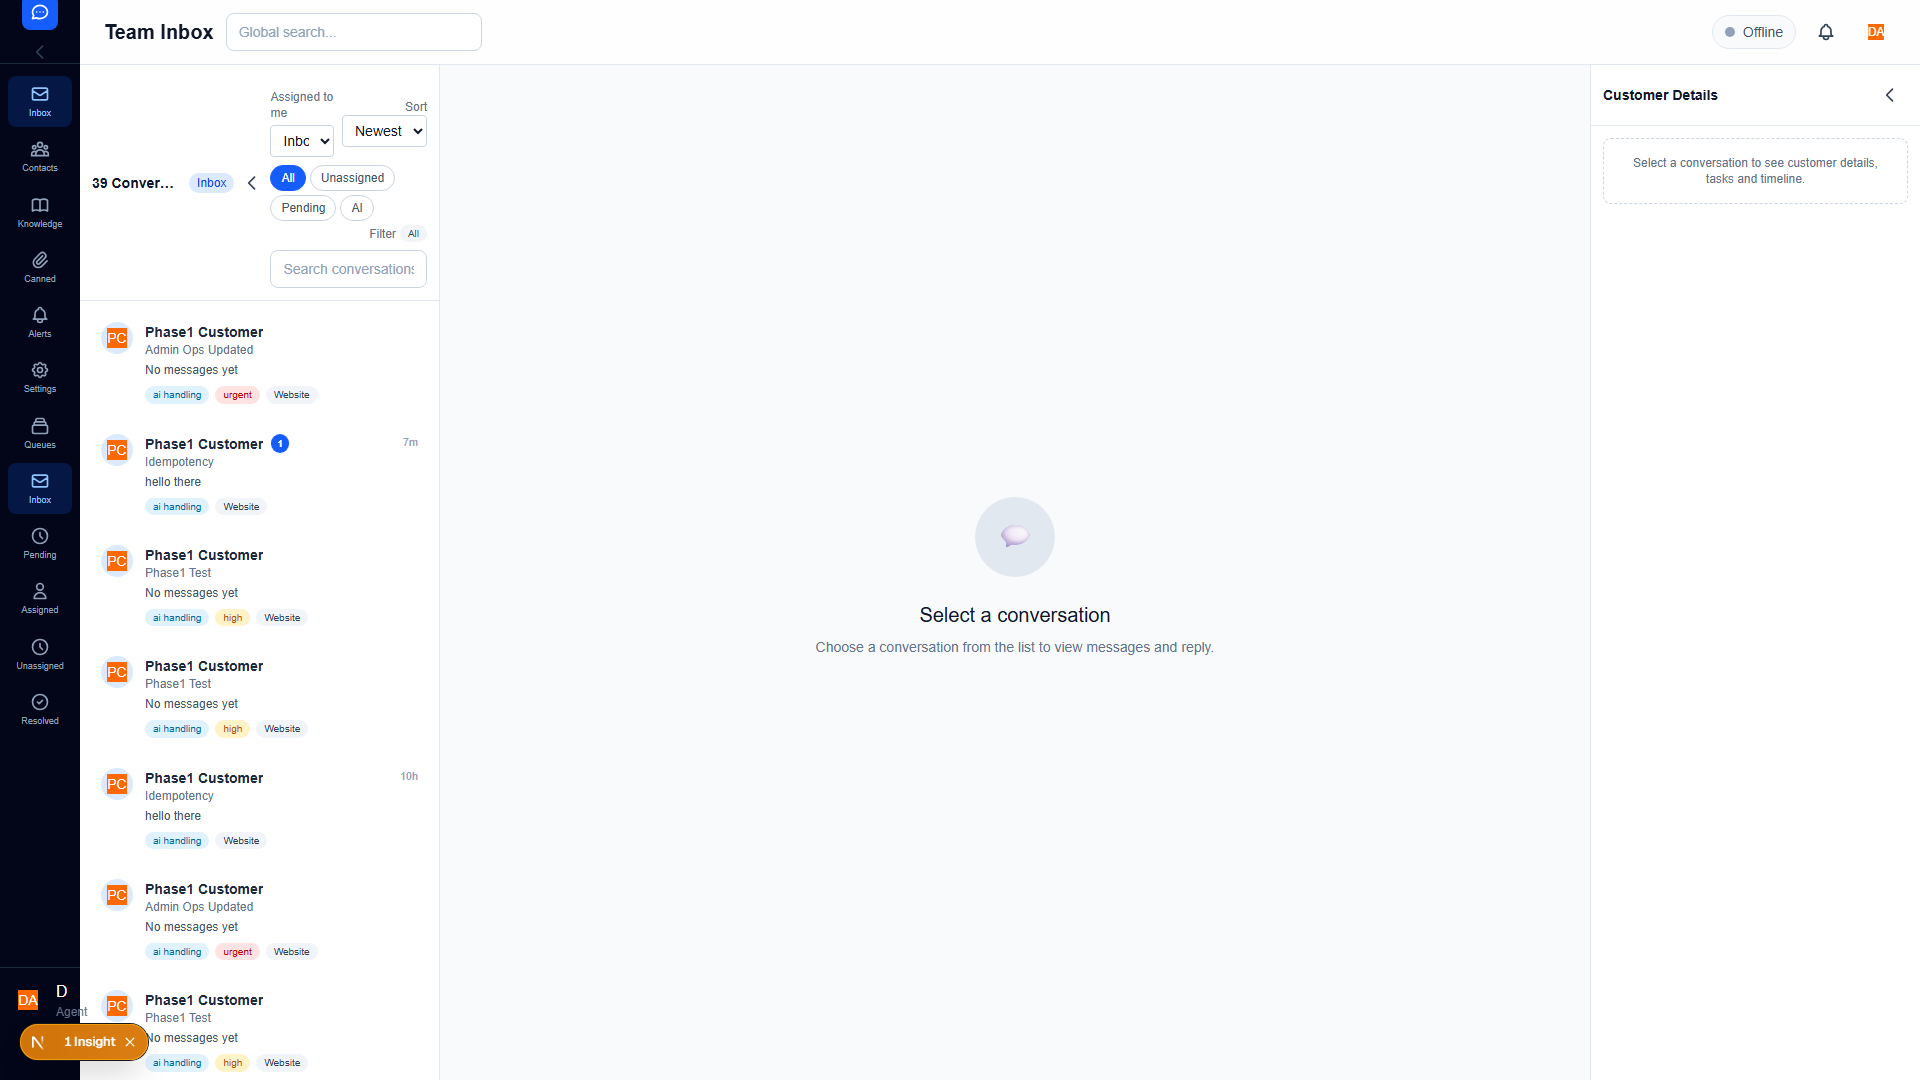 Team Inbox
Global search...
Offline
DA
Inbox
Contacts
Knowledge
Canned
Alerts
Settings
Queues
Inbox
Pending
Assigned
Unassigned
Resolved
DA
D
Agent
N 1 Insight
39 Conver...
Inbox
Assigned to
me
Inbc
Sort
Newest
All
Unassigned
Pending
AI
Filter All
Search conversations
PC
Phase1 Customer
Admin Ops Updated
No messages yet
ai handling urgent Website
PC
Phase1 Customer 1 7m
Idempotency
hello there
ai handling Website
PC
Phase1 Customer
Phase1 Test
No messages yet
ai handling high Website
PC
Phase1 Customer
Phase1 Test
No messages yet
ai handling high Website
PC
Phase1 Customer 10h
Idempotency
hello there
ai handling Website
PC
Phase1 Customer
Admin Ops Updated
No messages yet
ai handling urgent Website
PC
Phase1 Customer
Phase1 Test
No messages yet
ai handling high Website
Select a conversation
Choose a conversation from the list to view messages and reply.
Customer Details
Select a conversation to see customer details,
tasks and timeline.